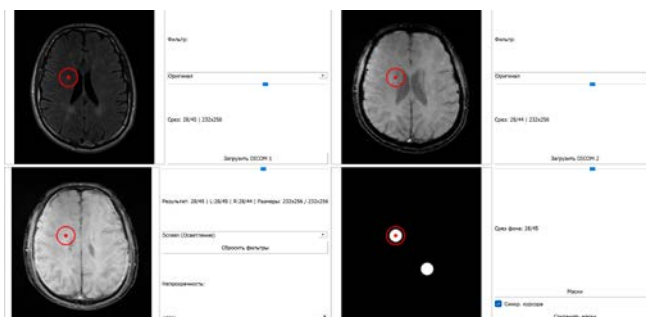 Фильтр:
Оригинал
Срез: 28/45 | 232x256
Загрузить DICOM 1
Фильтр:
Оригинал
Срез: 28/44 | 232x256
Загрузить DICOM 2
Результат: 28/45 | L:28/45 | R:28/44 | Размеры: 232x256 / 232x256
Screen (Осветление)
Сбросить фильтры
Непрозрачность:
Срез фона: 28/45
Маски
Синхр. курсора